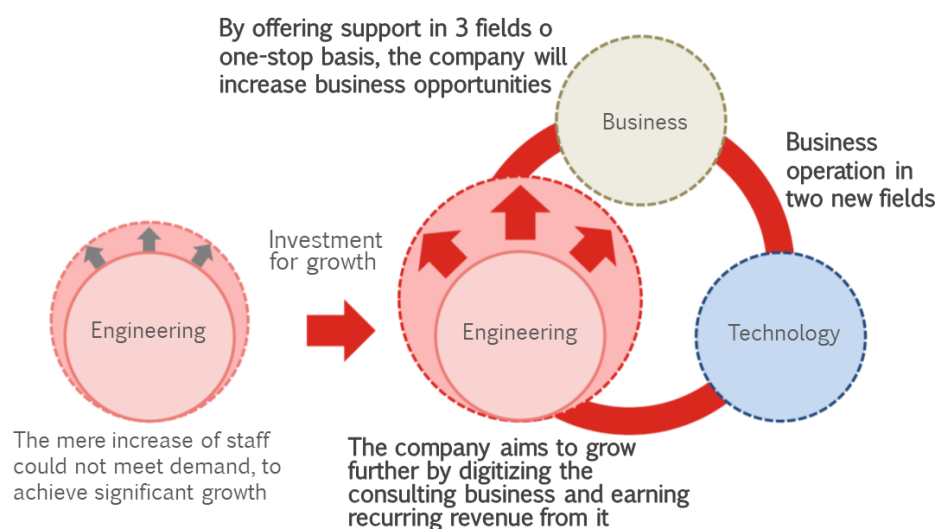 By offering support in 3 fields o
one-stop basis, the company will
increase business opportunities
Business
Business
operation in
two new fields
Investment
for growth
Engineering
Engineering
Technology
The mere increase of staff
could not meet demand, to
achieve significant growth
The company aims to grow
further by digitizing the
consulting business and earning
recurring revenue from it